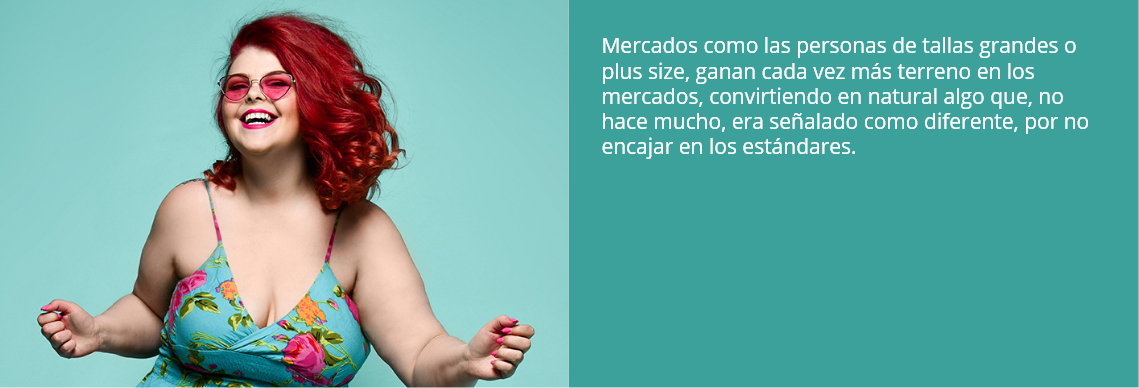 Mercados como las personas de tallas grandes o
plus size, ganan cada vez más terreno en los
mercados, convirtiendo en natural algo que, no
hace mucho, era señalado como diferente, por no
encajar en los estándares.